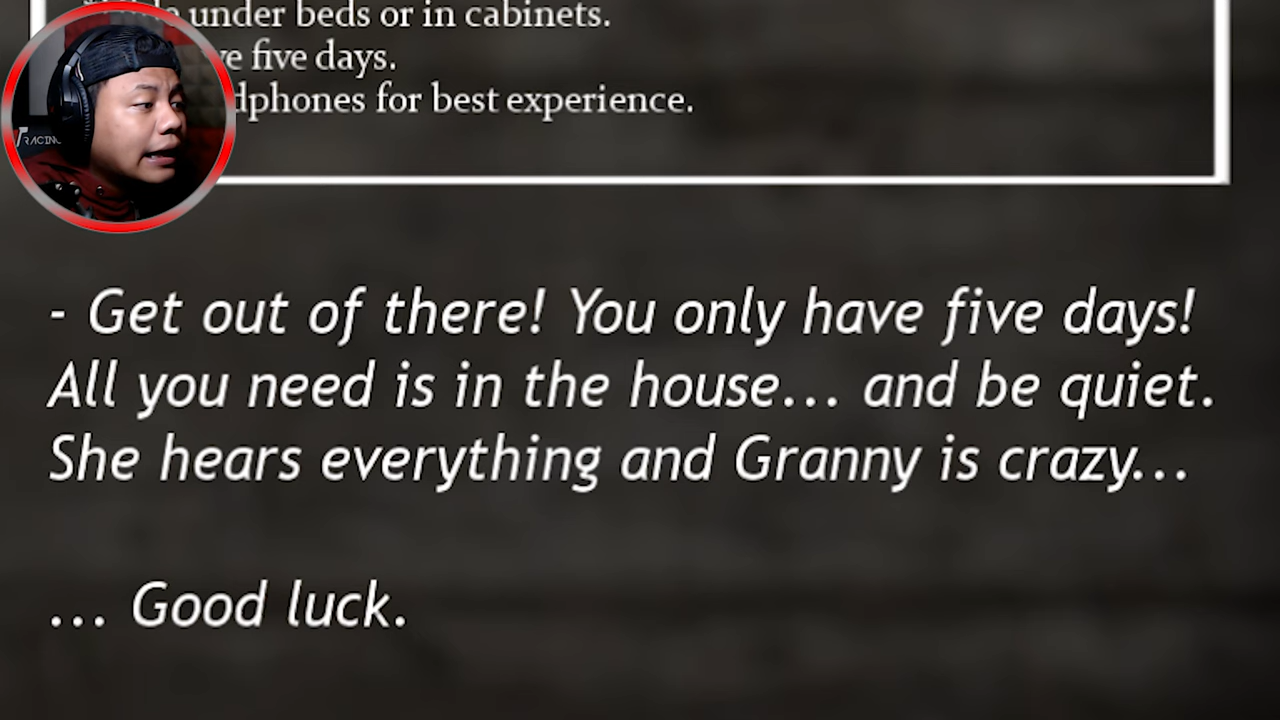 under beds or in cabinets.
five days.
for best experience.
- Get out of there! You only have five days!
All you need is in the house... and be quiet.
She hears everything and Granny is crazy...
... Good luck.